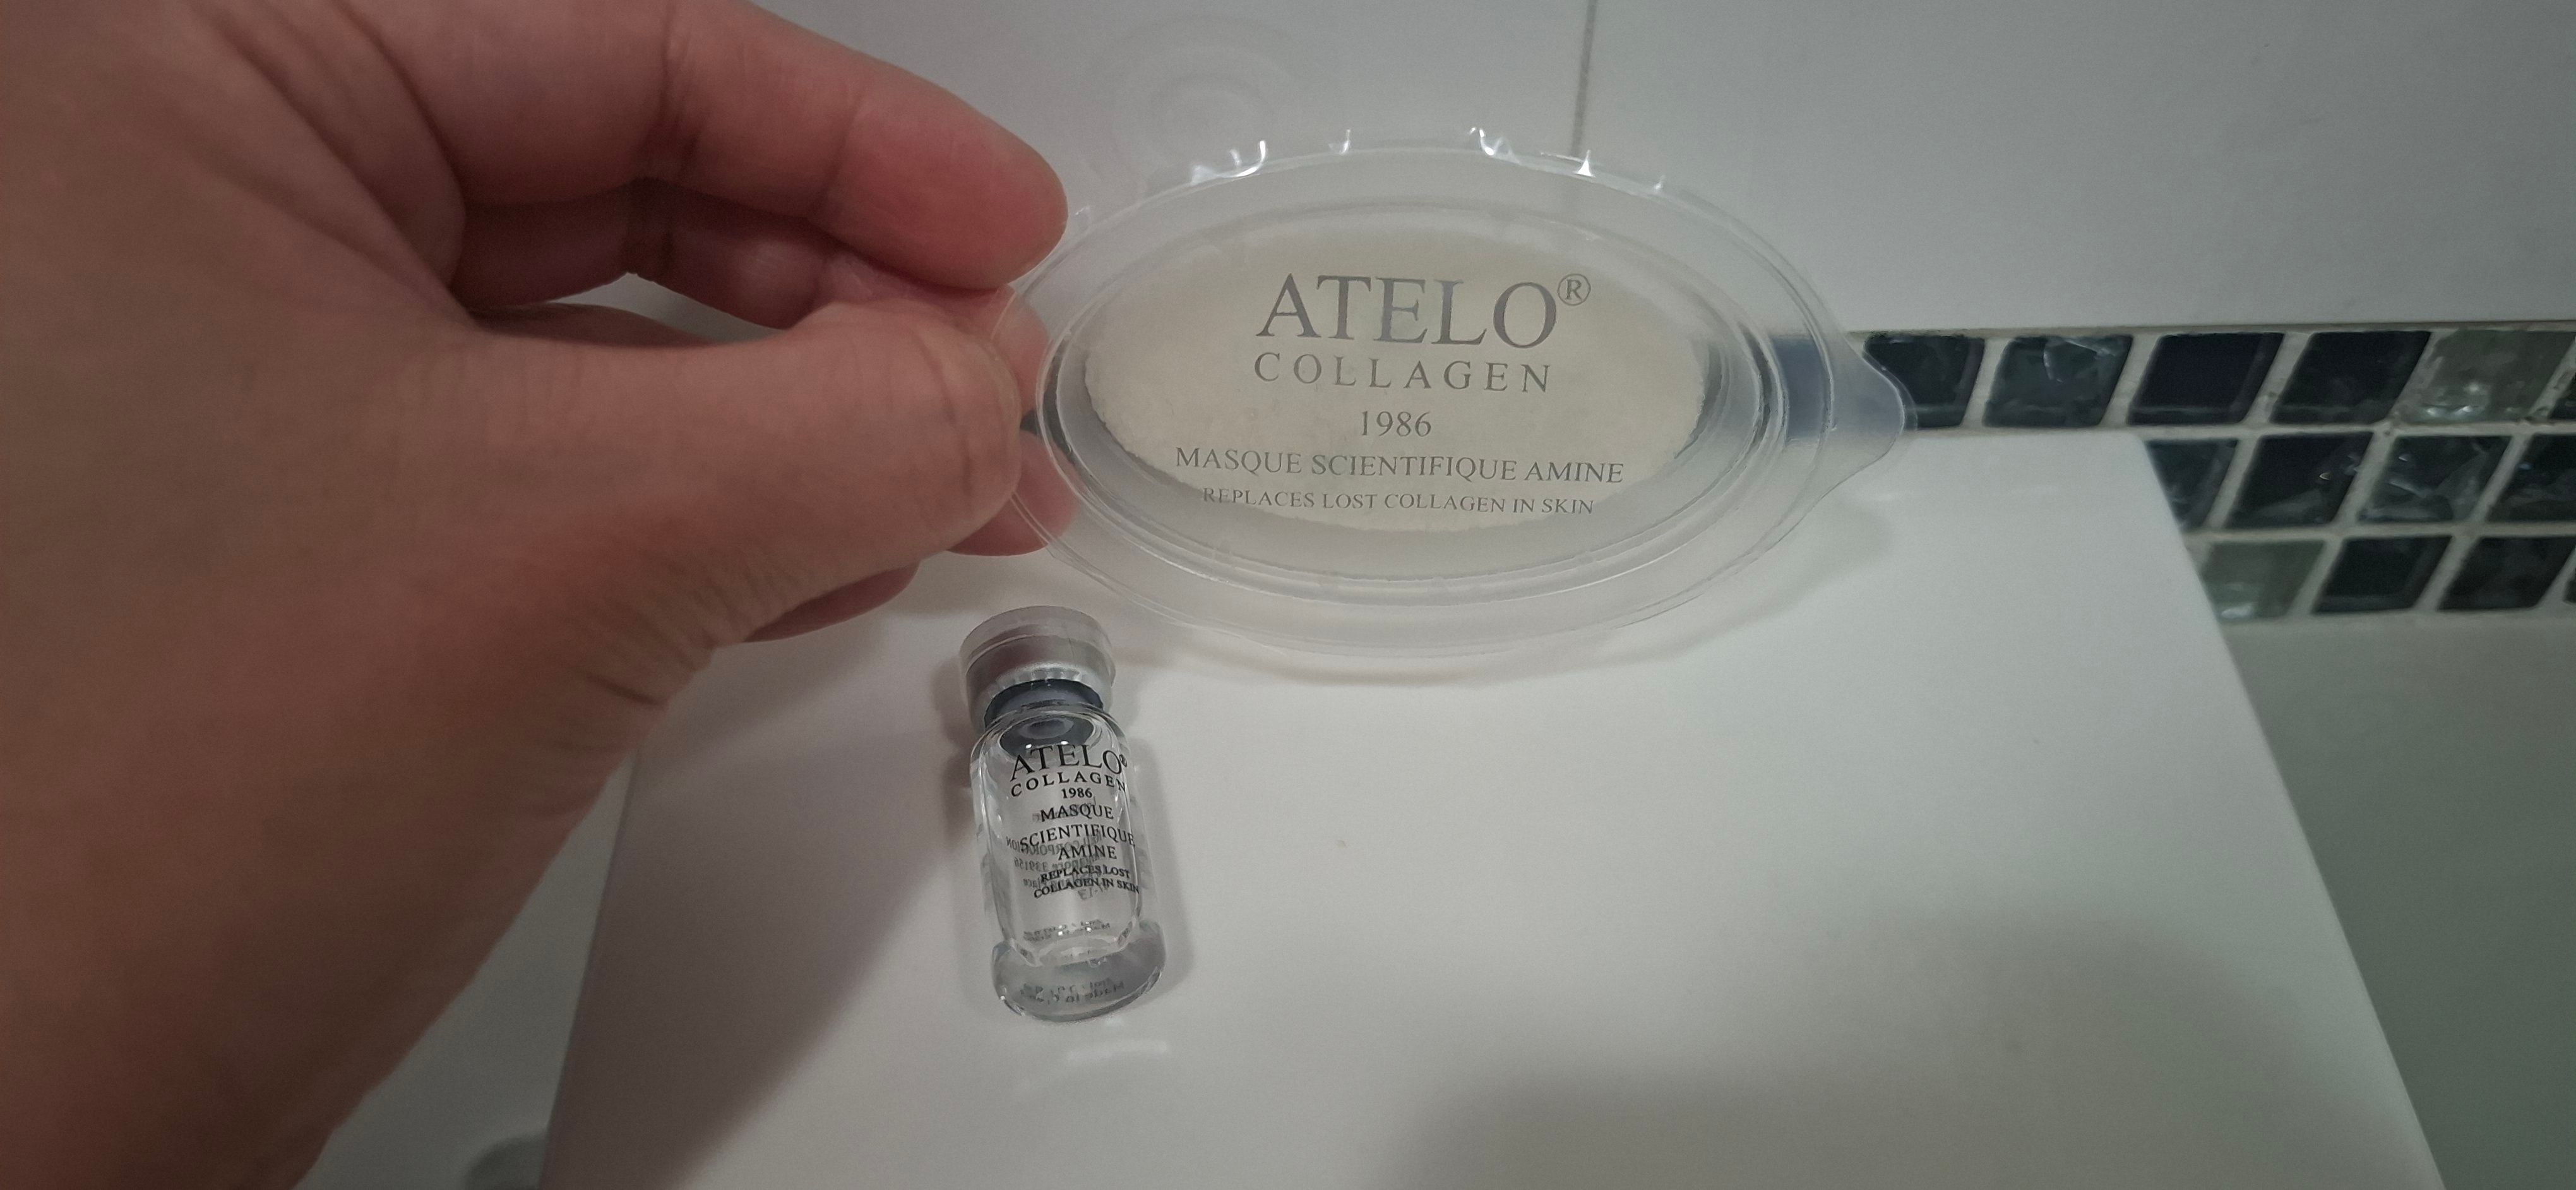 ATELO®
COLLAGEN
1986
MASQUE SCIENTIFIQUE AMINE
REPLACES LOST COLLAGEN IN SKIN
ATELO®
COLLAGEN
1986
MASQUE
SCIENTIFIQUE
AMINE
REPLACES LOST
COLLAGEN IN SKIN